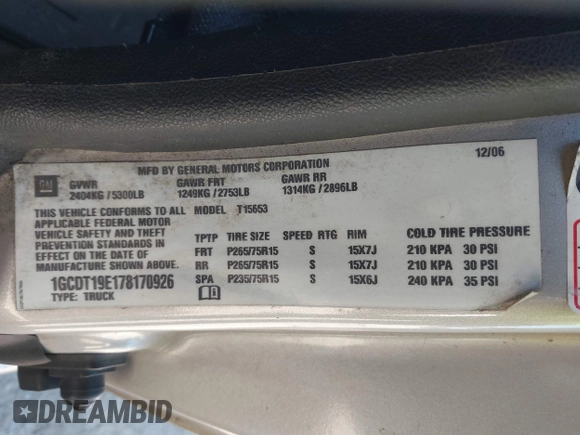 MFD BY GENERAL MOTORS CORPORATION 12/06
GM GVWR GAWR FRT GAWR RR
2404KG / 5300LB 1249KG / 2753LB 1314KG / 2896LB
THIS VEHICLE CONFORMS TO ALL MODEL T15653
APPLICABLE FEDERAL MOTOR
VEHICLE SAFETY AND THEFT
PREVENTION STANDARDS IN
EFFECT ON THE DATE OF
MANUFACTURE SHOWN ABOVE.
1GCDT19E178170926
TYPE: TRUCK
TPTP TIRE SIZE SPEED RTG RIM COLD TIRE PRESSURE
FRT P265/75R15 S 15X7J 210 KPA 30 PSI
RR P265/75R15 S 15X7J 210 KPA 30 PSI
SPA P235/75R15 S 15X6J 240 KPA 35 PSI
DREAMBID